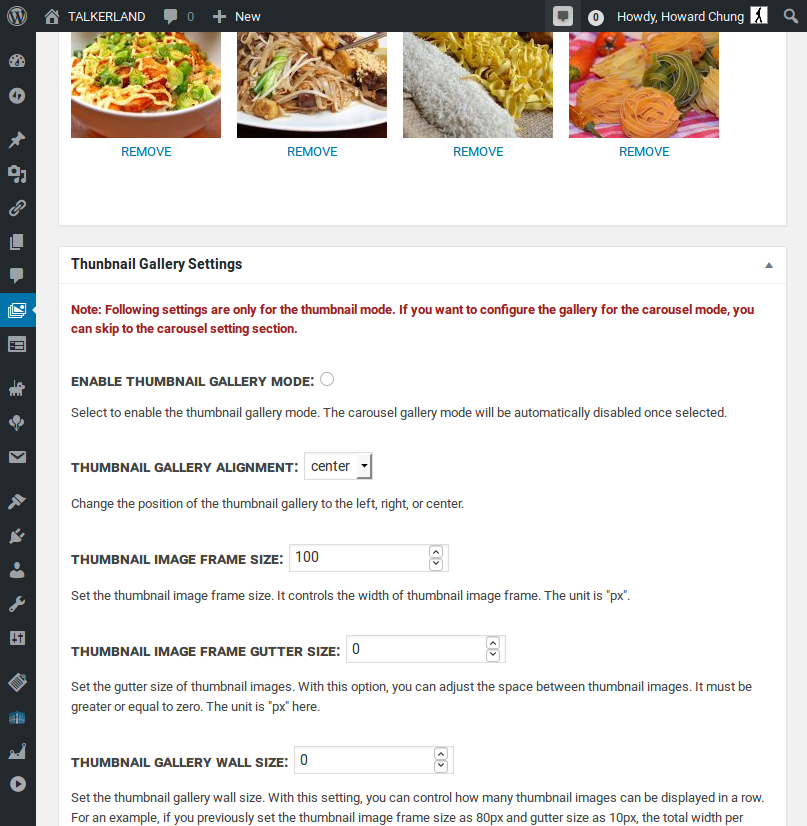 TALKERLAND 0 New 0 Howdy, Howard Chung
REMOVE REMOVE REMOVE REMOVE
Thunbnail Gallery Settings
Note: Following settings are only for the thumbnail mode. If you want to configure the gallery for the carousel mode, you
can skip to the carousel setting section.
ENABLE THUMBNAIL GALLERY MODE:
Select to enable the thumbnail gallery mode. The carousel gallery mode will be automatically disabled once selected.
THUMBNAIL GALLERY ALIGNMENT: center
Change the position of the thumbnail gallery to the left, right, or center.
THUMBNAIL IMAGE FRAME SIZE: 100
Set the thumbnail image frame size. It controls the width of thumbnail image frame. The unit is "px".
THUMBNAIL IMAGE FRAME GUTTER SIZE: 0
Set the gutter size of thumbnail images. With this option, you can adjust the space between thumbnail images. It must be
greater or equal to zero. The unit is "px" here.
THUMBNAIL GALLERY WALL SIZE: 0
Set the thumbnail gallery wall size. With this setting, you can control how many thumbnail images can be displayed in a row.
For an example, if you previously set the thumbnail image frame size as 80px and gutter size as 10px, the total width per